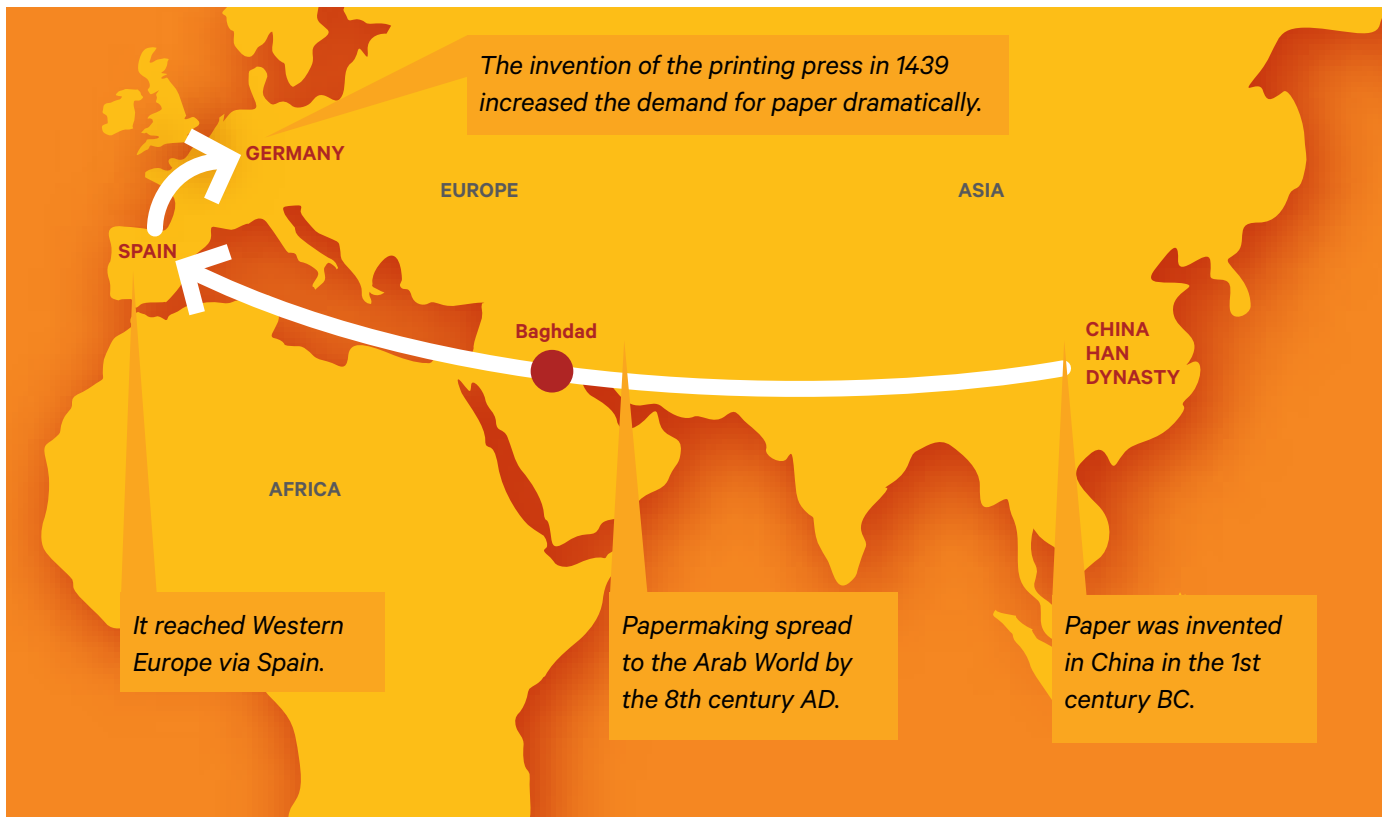 The invention of the printing press in 1439
increased the demand for paper dramatically.
GERMANY
EUROPE
ASIA
SPAIN
Baghdad
CHINA
HAN
DYNASTY
AFRICA
It reached Western
Europe via Spain.
Papermaking spread
to the Arab World by
the 8th century AD.
Paper was invented
in China in the 1st
century BC.